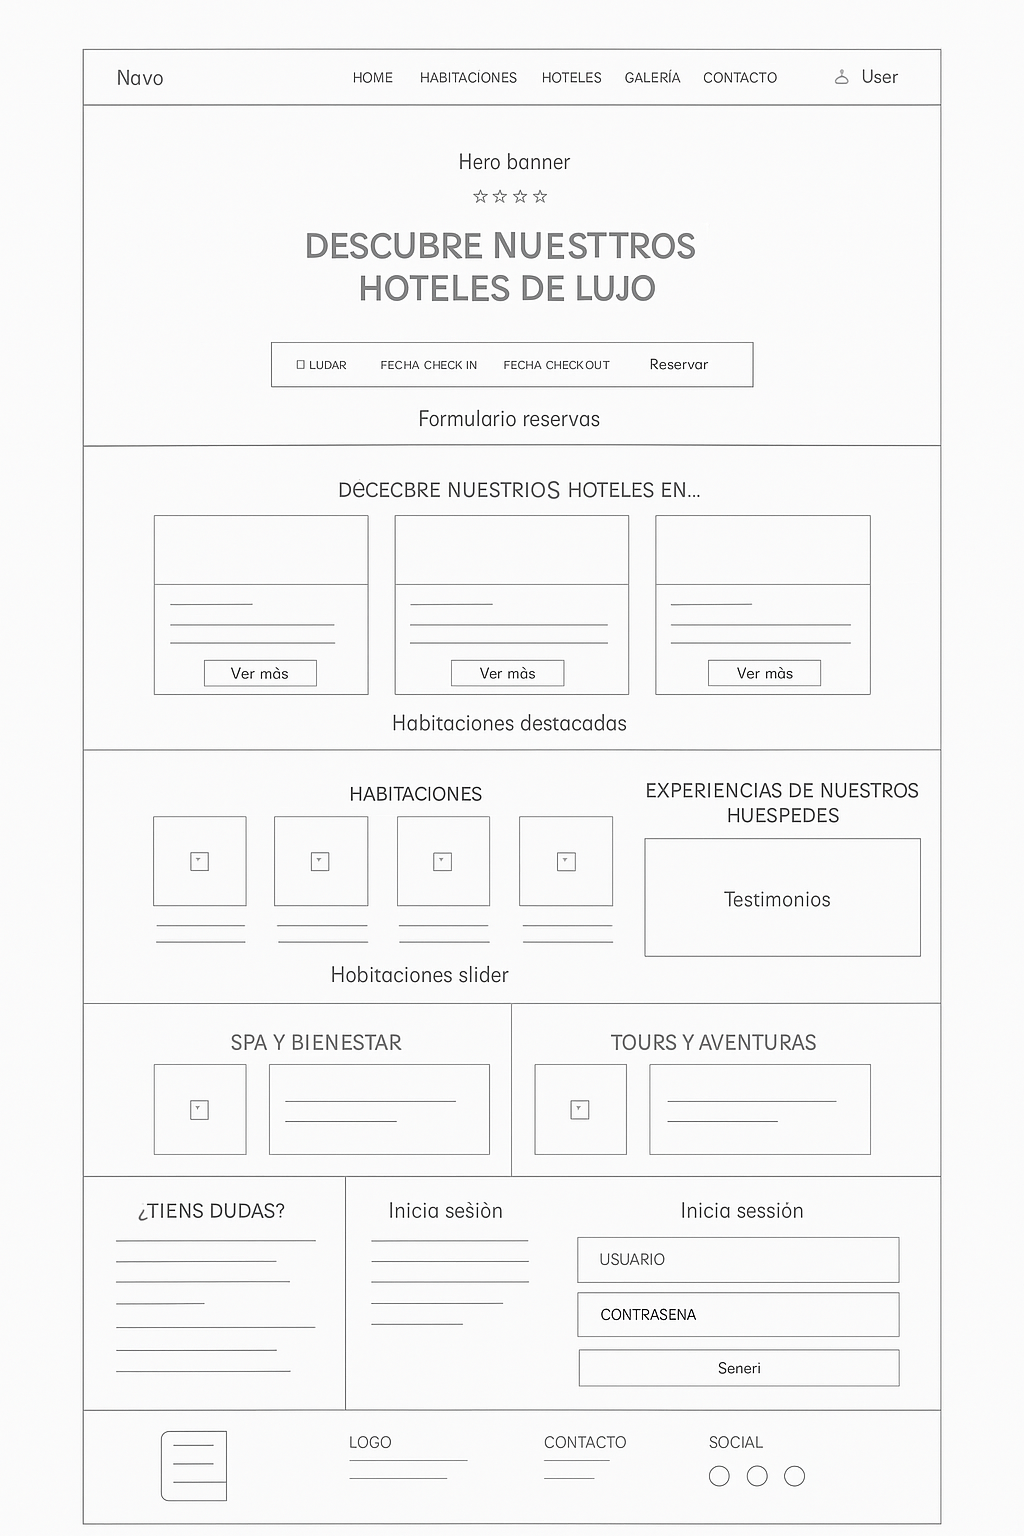 Navo
HOME HABITACIONES HOTELES GALERÍA CONTACTO User
Hero banner
DESCUBRE NUESTTROS
HOTELES DE LUJO
LUDAR FECHA CHECK IN FECHA CHECKOUT Reservar
Formulario reservas
DeCECBRE NUESTRIOS HOTELES EN...
Ver màs Ver màs Ver màs
Habitaciones destacadas
HABITACIONES
EXPERIENCIAS DE NUESTROS
HUESPEDES
Testimonios
Hobitaciones slider
SPA Y BIENESTAR
TOURS Y AVENTURAS
¿TIENS DUDAS?
Inicia sesìòn
Inicia sessión
USUARIO
CONTRASENA
Seneri
LOGO
CONTACTO
SOCIAL